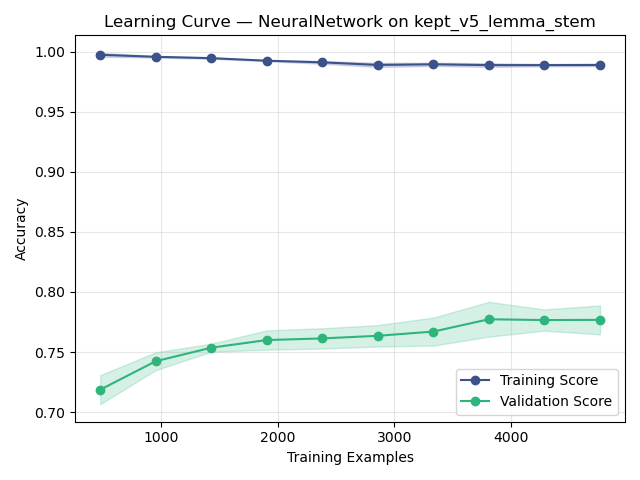 Learning Curve — NeuralNetwork on kept_v5_lemma_stem
1.00
0.95
0.90
0.85
0.80
0.75
0.70
Accuracy
1000
2000
3000
4000
Training Examples
Training Score
Validation Score